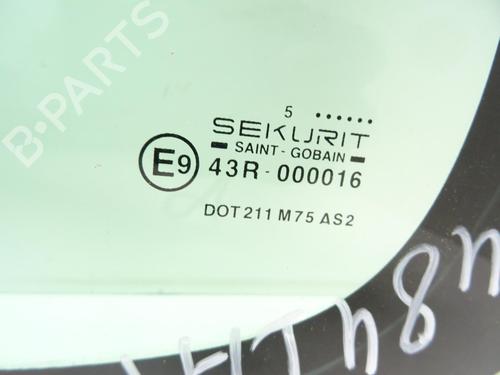 B-PARTS
5 ......
SEKURIT
SAINT-GOBAIN
E9 43R-000016
DOT 211 M75 AS2